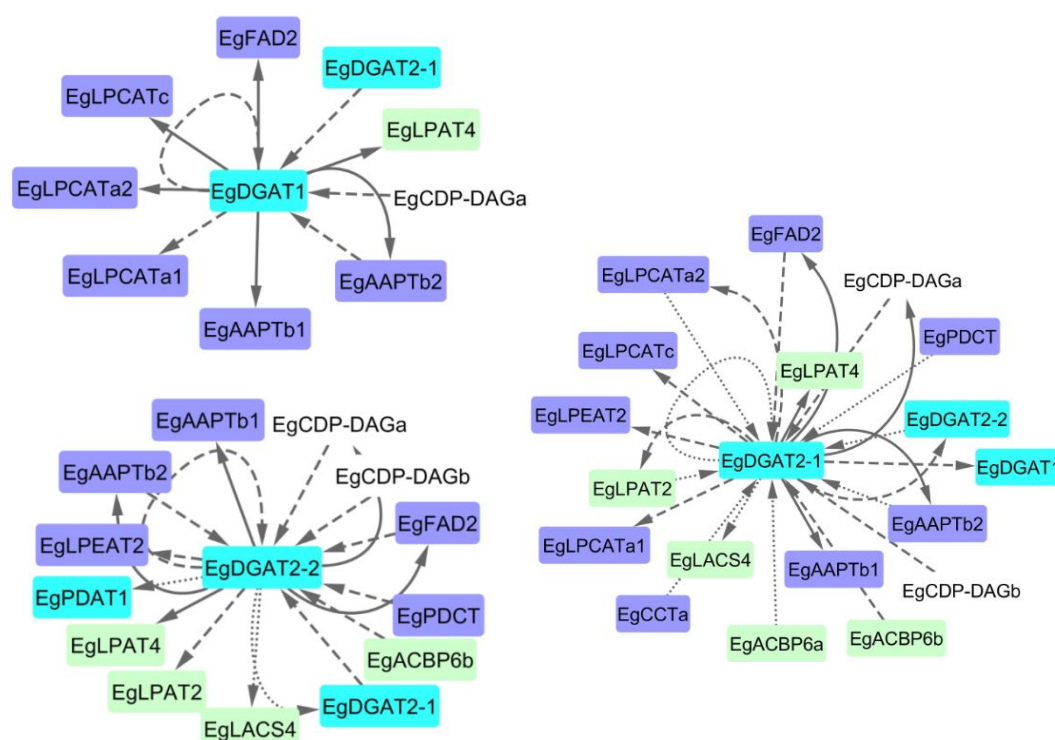 EgFAD2
EgDGAT2-1
EgLPCATc
EgLPAT4
EgLPCATa2
EgDGAT1
EgCDP-DAGa
EgLPCATa1
EgAAPTb2
EgAAPTb1
EgAAPTb1
EgCDP-DAGa
EgAAPTb2
EgCDP-DAGb
EgLPEAT2
EgFAD2
EgDGAT2-2
EgPDAT1
EgPDCT
EgLPAT4
EgACBP6b
EgLPAT2
EgDGAT2-1
EgLACS4
EgFAD2
EgLPCATa2
EgCDP-DAGa
EgPDCT
EgLPCATc
EgLPAT4
EgLPEAT2
EgDGAT2-2
EgDGAT2-1
EgDGAT1
EgLPAT2
EgAAPTb2
EgLPCATa1
EgLACS4
EgAAPTb1
EgCDP-DAGb
EgCCTa
EgACBP6a
EgACBP6b